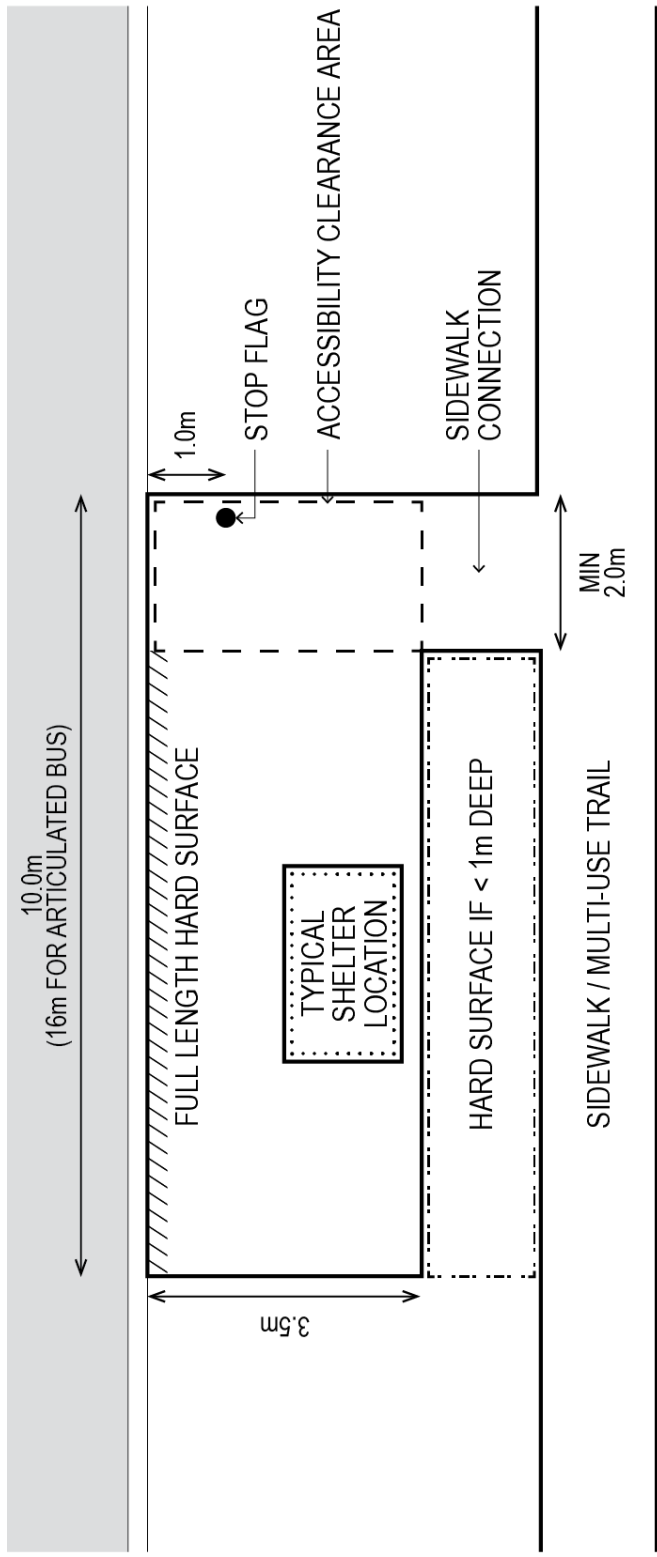 10.0m
(16m FOR ARTICULATED BUS)
1.0m
STOP FLAG
ACCESSIBILITY CLEARANCE AREA
SIDEWALK
CONNECTION
FULL LENGTH HARD SURFACE
TYPICAL
SHELTER
LOCATION
HARD SURFACE IF < 1m DEEP
MIN
2.0m
3.5m
SIDEWALK / MULTI-USE TRAIL